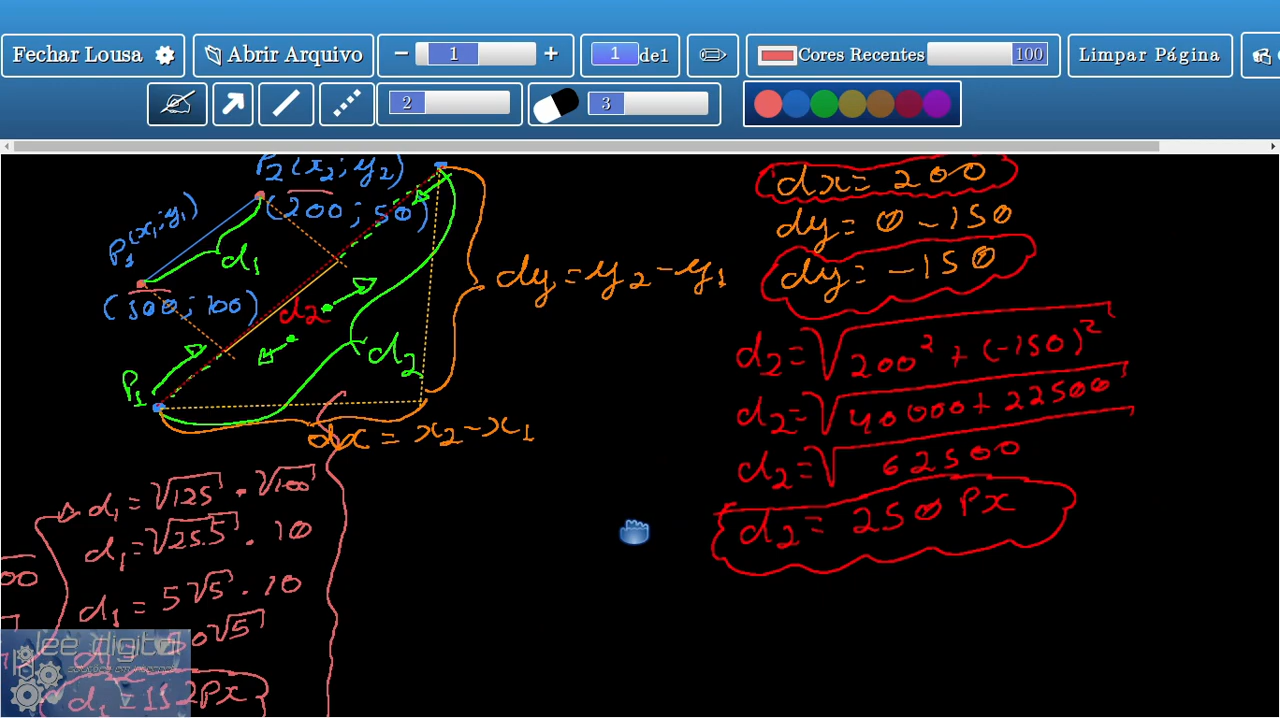 Fechar Lousa
Abrir Arquivo
− 1 +
1 de1
Cores Recentes 100
Limpar Página
2
3
P2 (x2; y2)
(200; 50)
P1 (x1; y1)
d1
(100; 100)
d2
d2
P1
dy = y2 - y1
dx = x2 - x1
dx = 200
dy = 0 - 150
dy = -150
d2 = √200² + (-150)²
d2 = √40000 + 22500
d2 = √62500
d2 = 250 Px
d1 = √125 . √100
d1 = √25.5 . 10
d1 = 5√5 . 10
lee digital